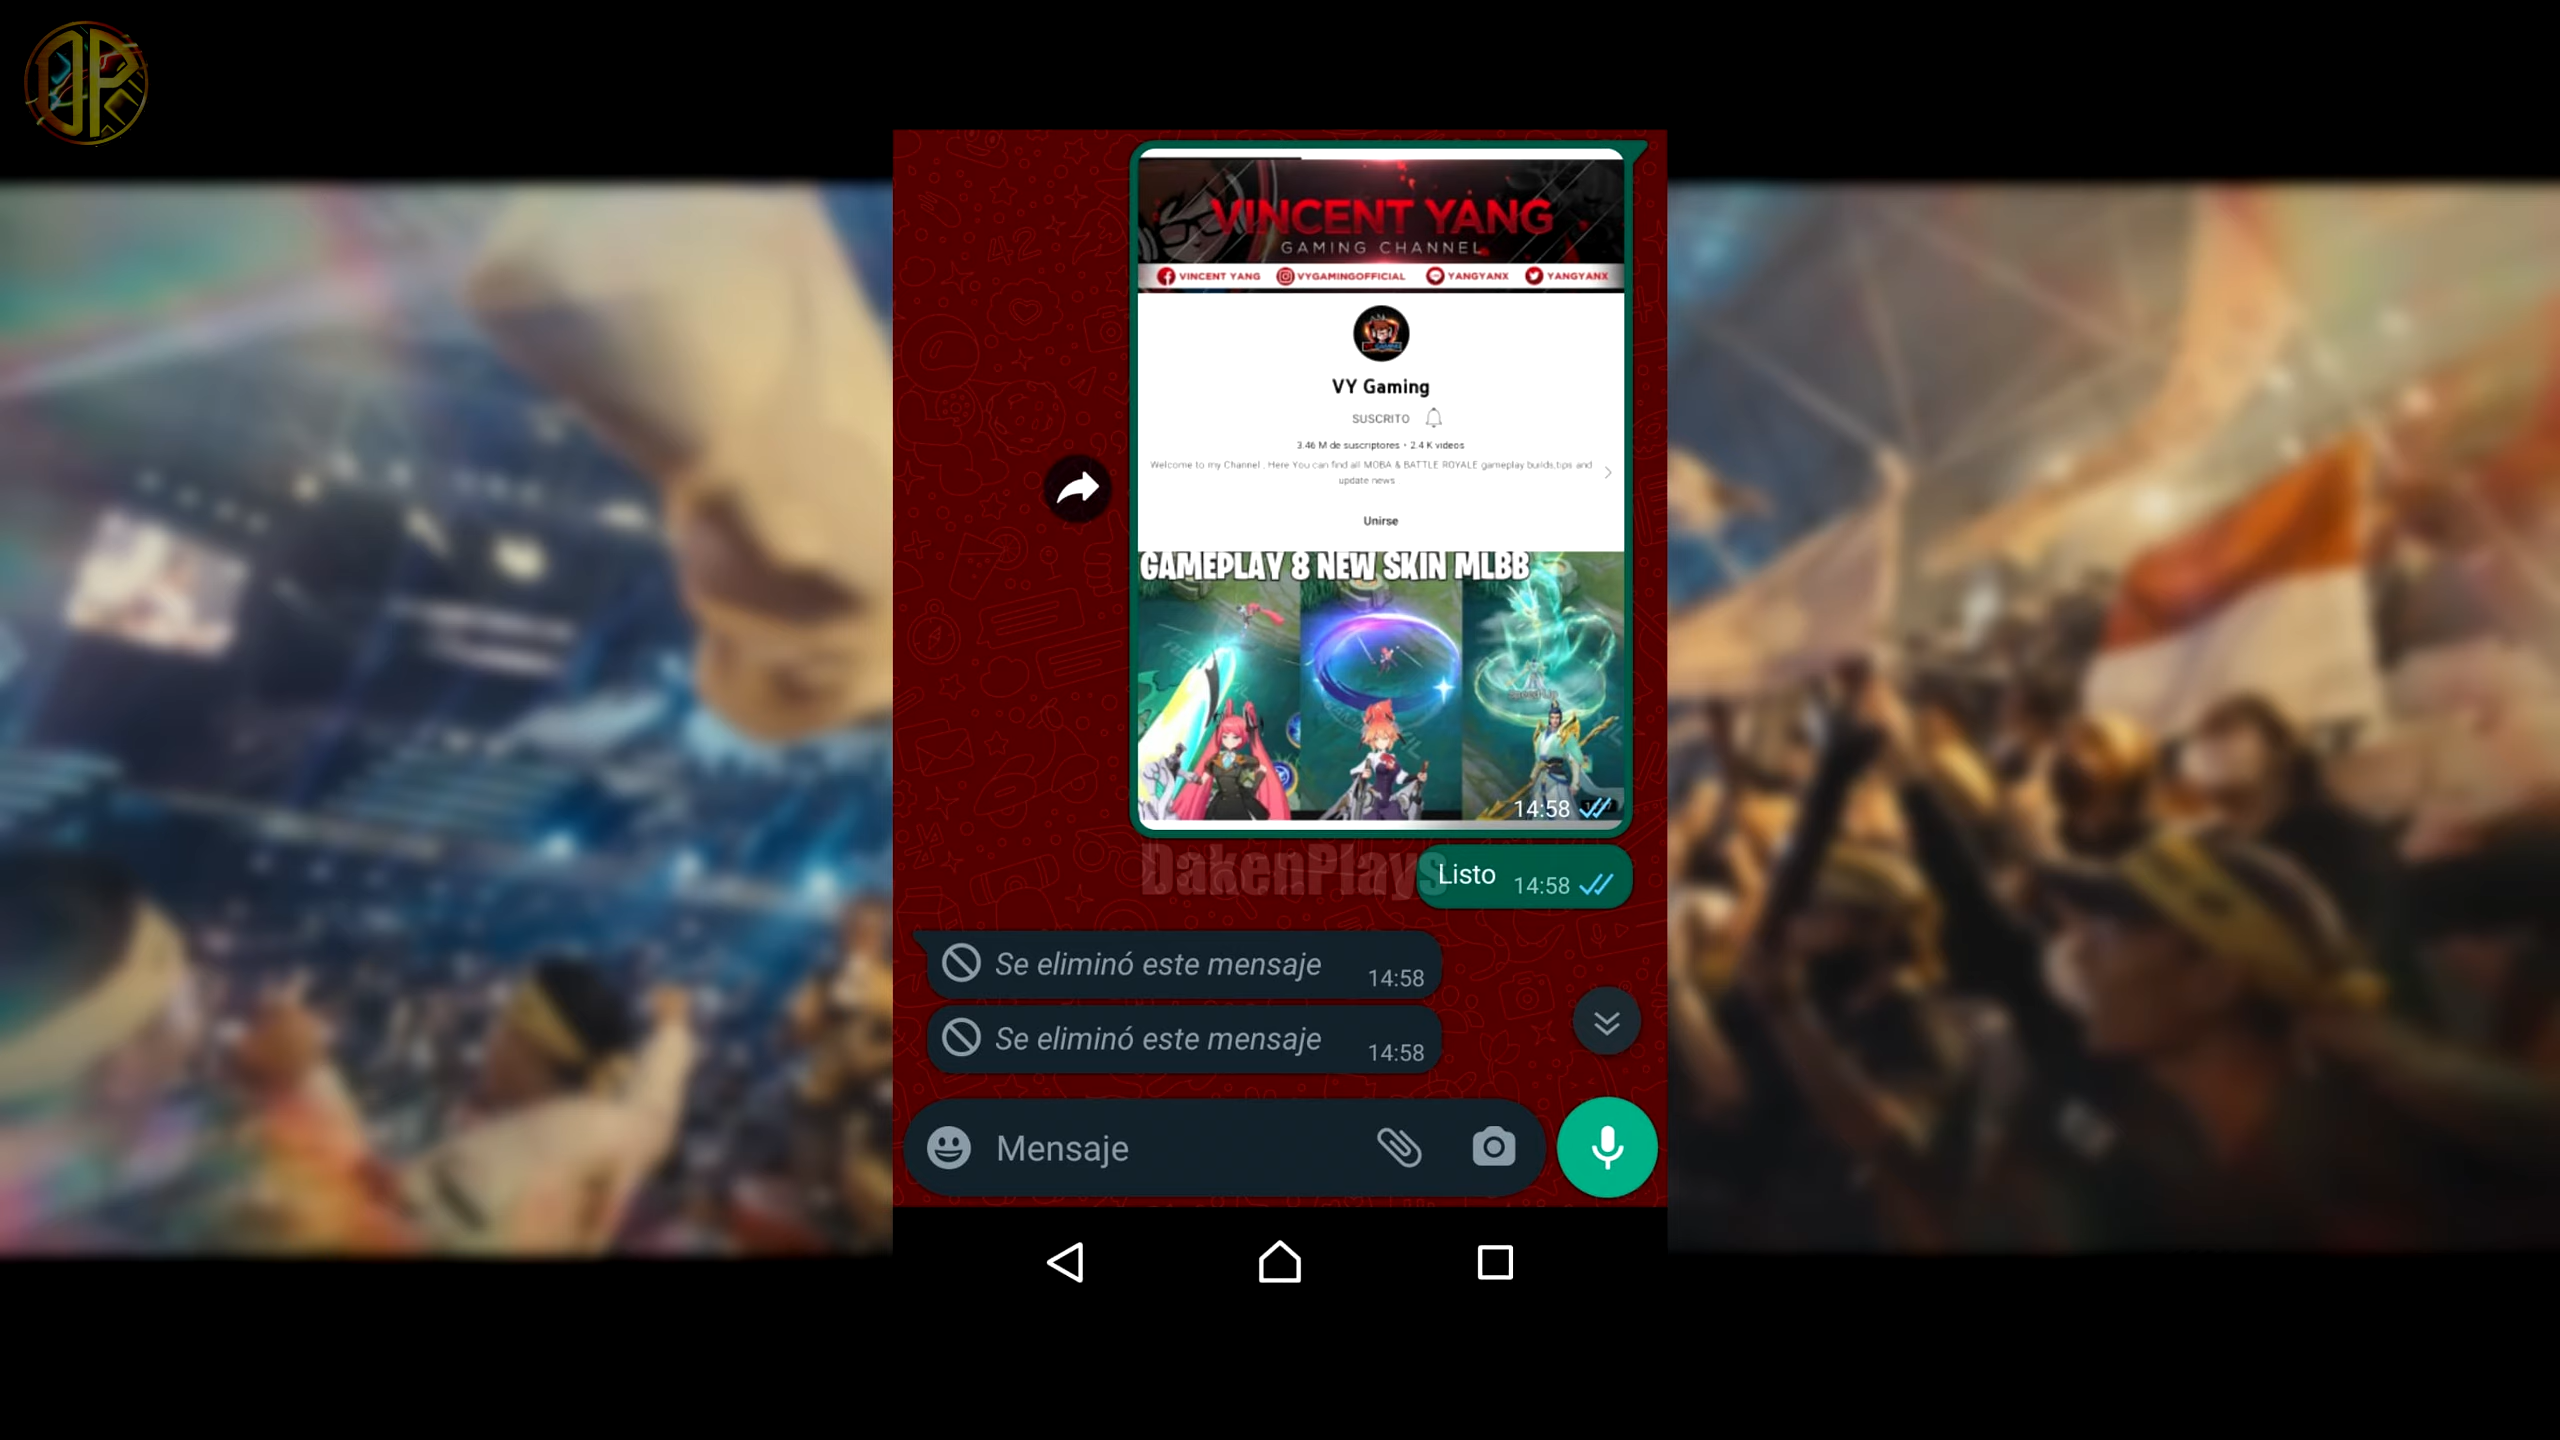 DP
VINCENT YANG
GAMING CHANNEL
VINCENT YANG VYGAMINGOFFICIAL YANGYANX YANGYANX
VY Gaming
SUSCRITO
3.46 M de suscriptores • 2.4 K videos
Welcome to my Channel , Here You can find all MOBA & BATTLE ROYALE gameplay builds,tips and
update news
Unirse
GAMEPLAY 8 NEW SKIN MLBB
14:58
DakenPlays
Listo 14:58
Se eliminó este mensaje 14:58
Se eliminó este mensaje 14:58
Mensaje